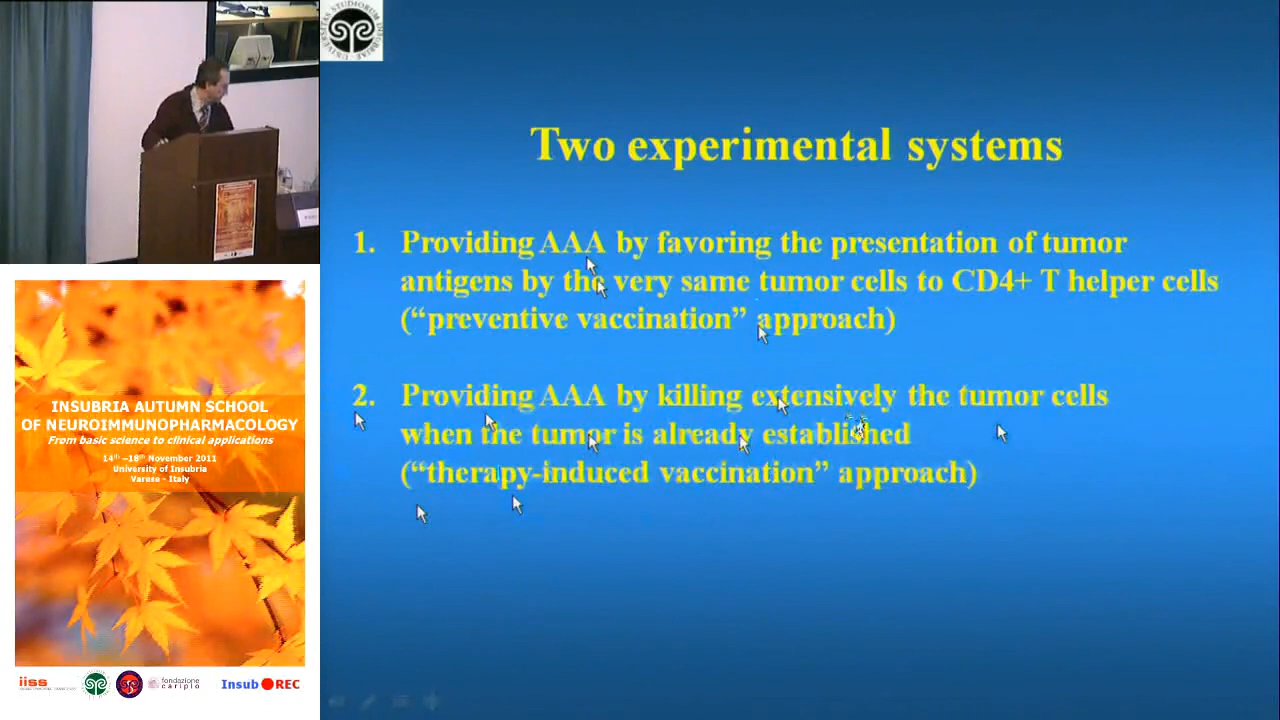 UNIVERSITAS STUDIORUM INSUBRIAE
Two experimental systems
1. Providing AAA by favoring the presentation of tumor
antigens by the very same tumor cells to CD4+ T helper cells
(“preventive vaccination” approach)
2. Providing AAA by killing extensively the tumor cells
when the tumor is already established
(“therapy-induced vaccination” approach)
INSUBRIA AUTUMN SCHOOL
OF NEUROIMMUNOPHARMACOLOGY
From basic science to clinical applications
14th –18th November 2011
University of Insubria
Varese - Italy
iiss
fondazione
cariplo
Insub REC